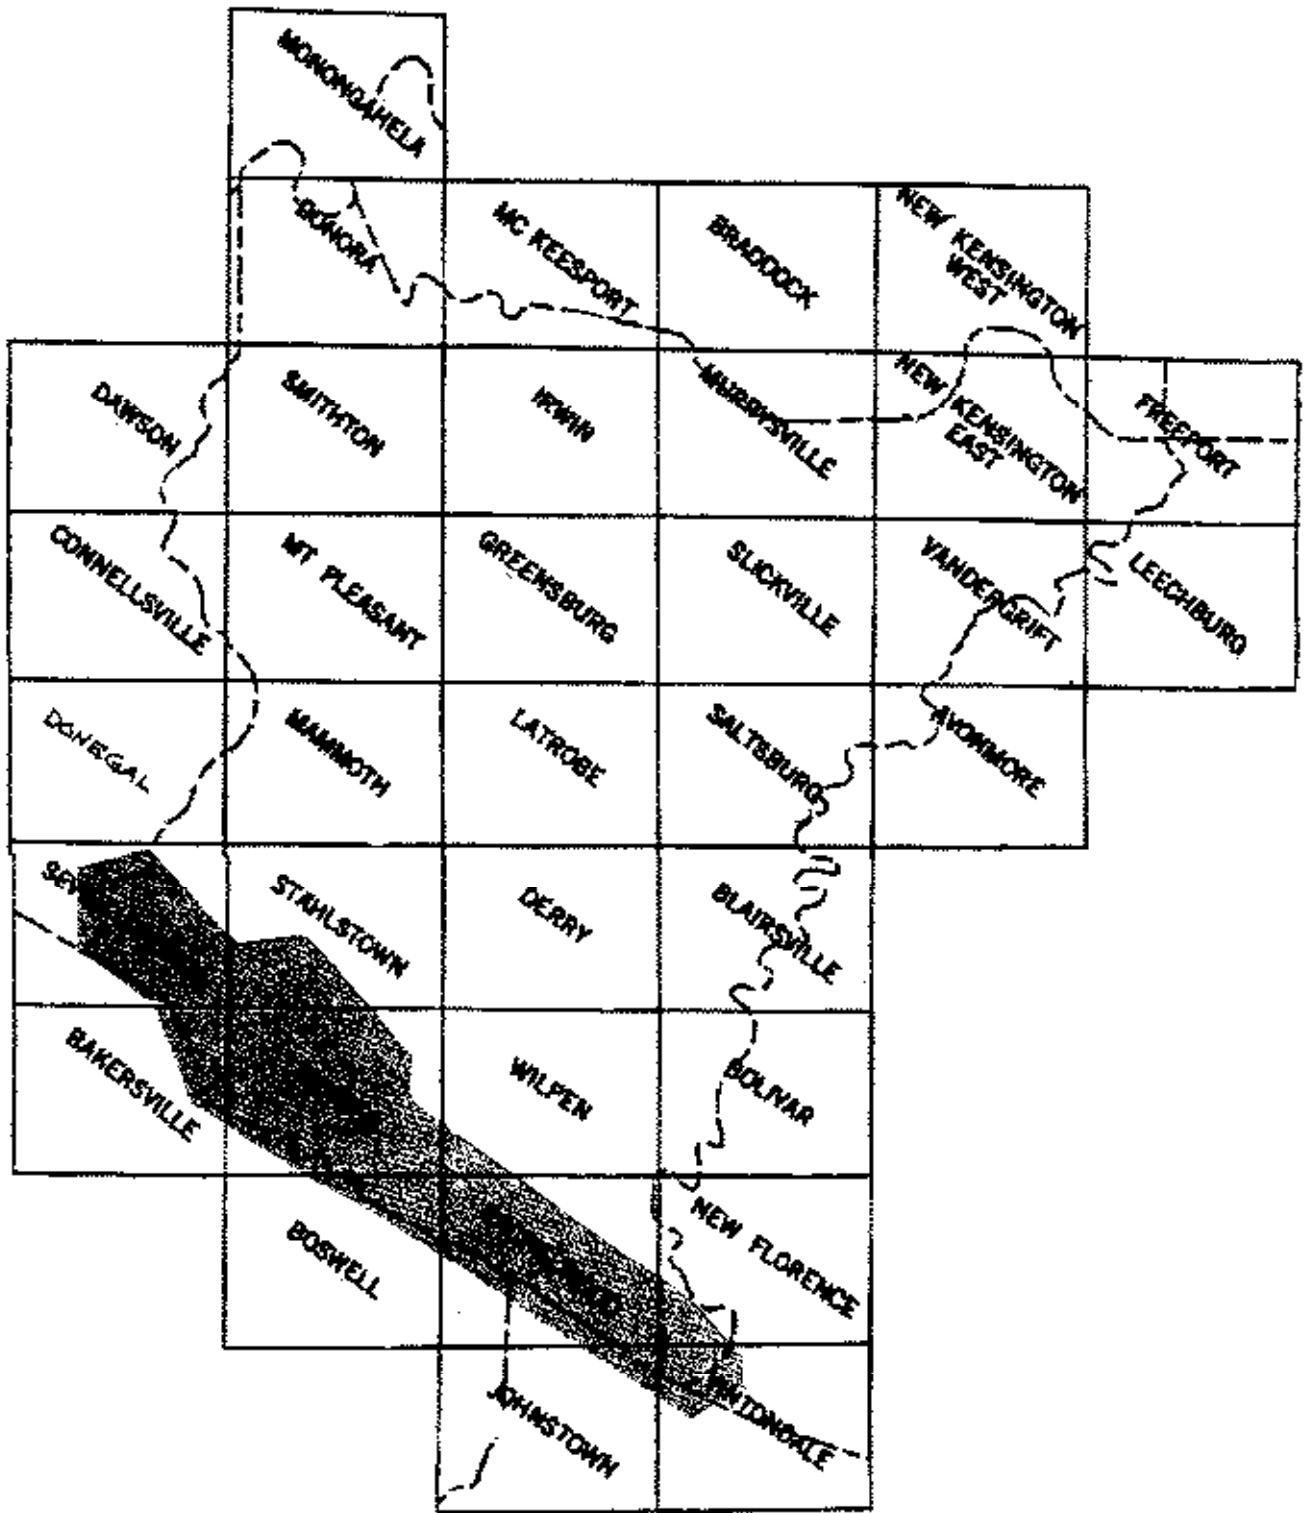 MONONGAHELA
DONORA
MC KEESPORT
BRADDOCK
NEW KENSINGTON
WEST
DAWSON
SMITHTON
IRWIN
MURRYSVILLE
NEW KENSINGTON
EAST
FREEPORT
CONNELLSVILLE
MT PLEASANT
GREENSBURG
SLICKVILLE
VANDERGRIFT
LEECHBURG
DONEGAL
MAMMOTH
LATROBE
SALTSBURG
AVONMORE
STAHLSTOWN
DERRY
BLAIRSVILLE
BAKERSVILLE
WILPEN
BOLIVAR
BOSWELL
NEW FLORENCE
JOHNSTOWN